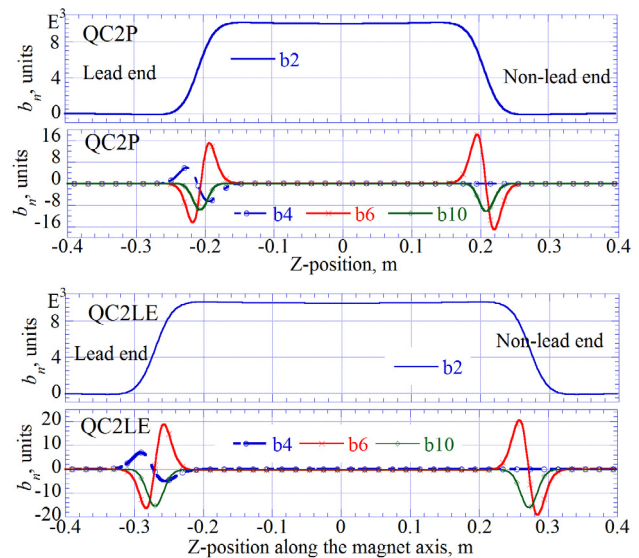 E³
12
QC2P
8
b2
Lead end
Non-lead end
4
0
bₙ, units
16
QC2P
8
0
-8
-16
b4 b6 b10
bₙ, units
-0.4 -0.3 -0.2 -0.1 0 0.1 0.2 0.3 0.4
Z-position, m
E³
QC2LE
8
Lead end
Non-lead end
b2
4
0
bₙ, units
20
QC2LE
b4 b6 b10
10
0
-10
-20
bₙ, units
-0.4 -0.3 -0.2 -0.1 0 0.1 0.2 0.3 0.4
Z-position along the magnet axis, m